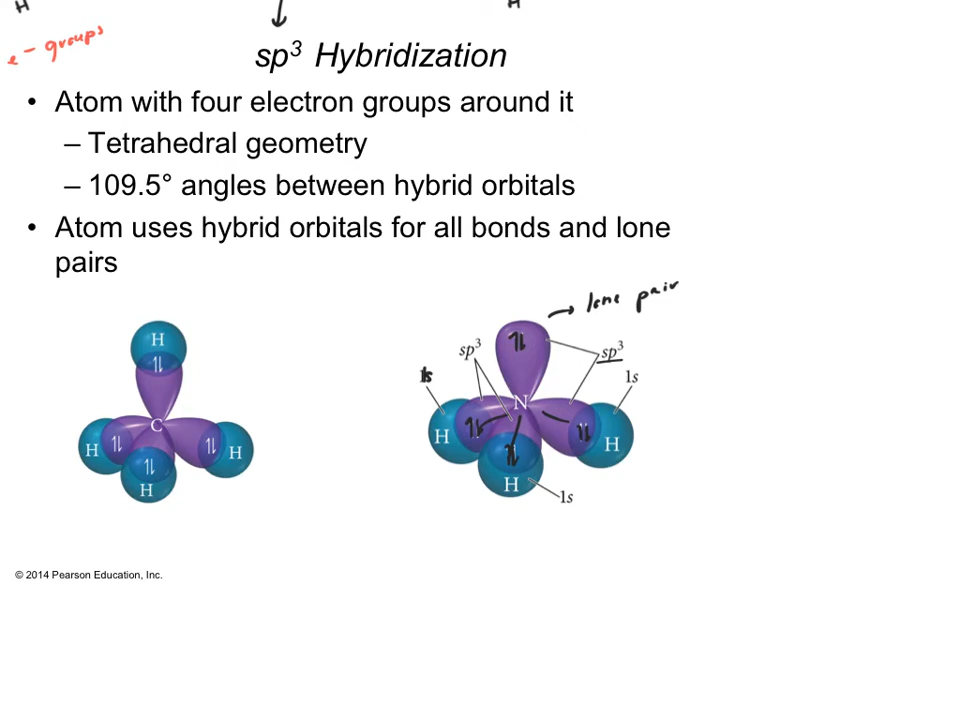 H
H
e- groups
sp³ Hybridization
• Atom with four electron groups around it
– Tetrahedral geometry
– 109.5° angles between hybrid orbitals
• Atom uses hybrid orbitals for all bonds and lone
pairs
→ lone pair
H
⥮
C
H ⥮
⥮ H
⥮
H
⥮
sp³
sp³
1s
1s
N
H ⥮
⥮ H
⥮
H
1s
© 2014 Pearson Education, Inc.